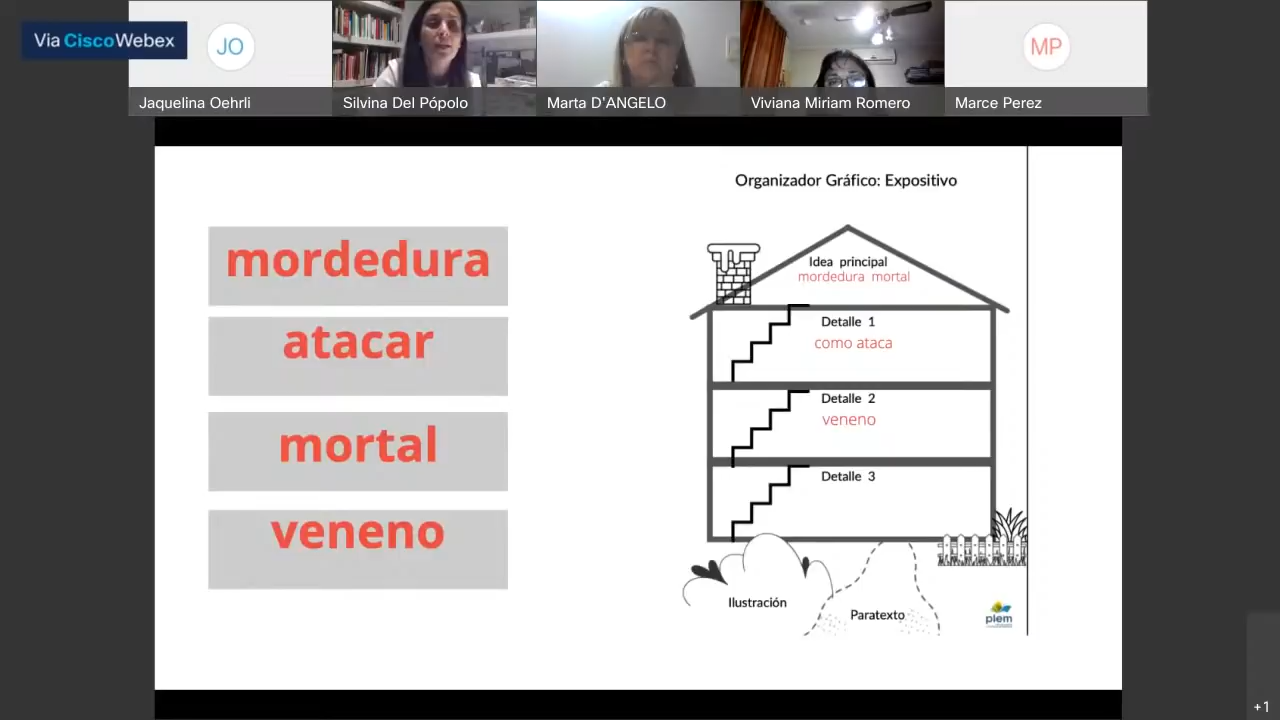 Via CiscoWebex
JO
MP
Jaquelina Oehrli
Silvina Del Pópolo
Marta D'ANGELO
Viviana Miriam Romero
Marce Perez
Organizador Gráfico: Expositivo
mordedura
atacar
mortal
veneno
Idea principal
mordedura mortal
Detalle 1
como ataca
Detalle 2
veneno
Detalle 3
Ilustración
Paratexto
plem
+1